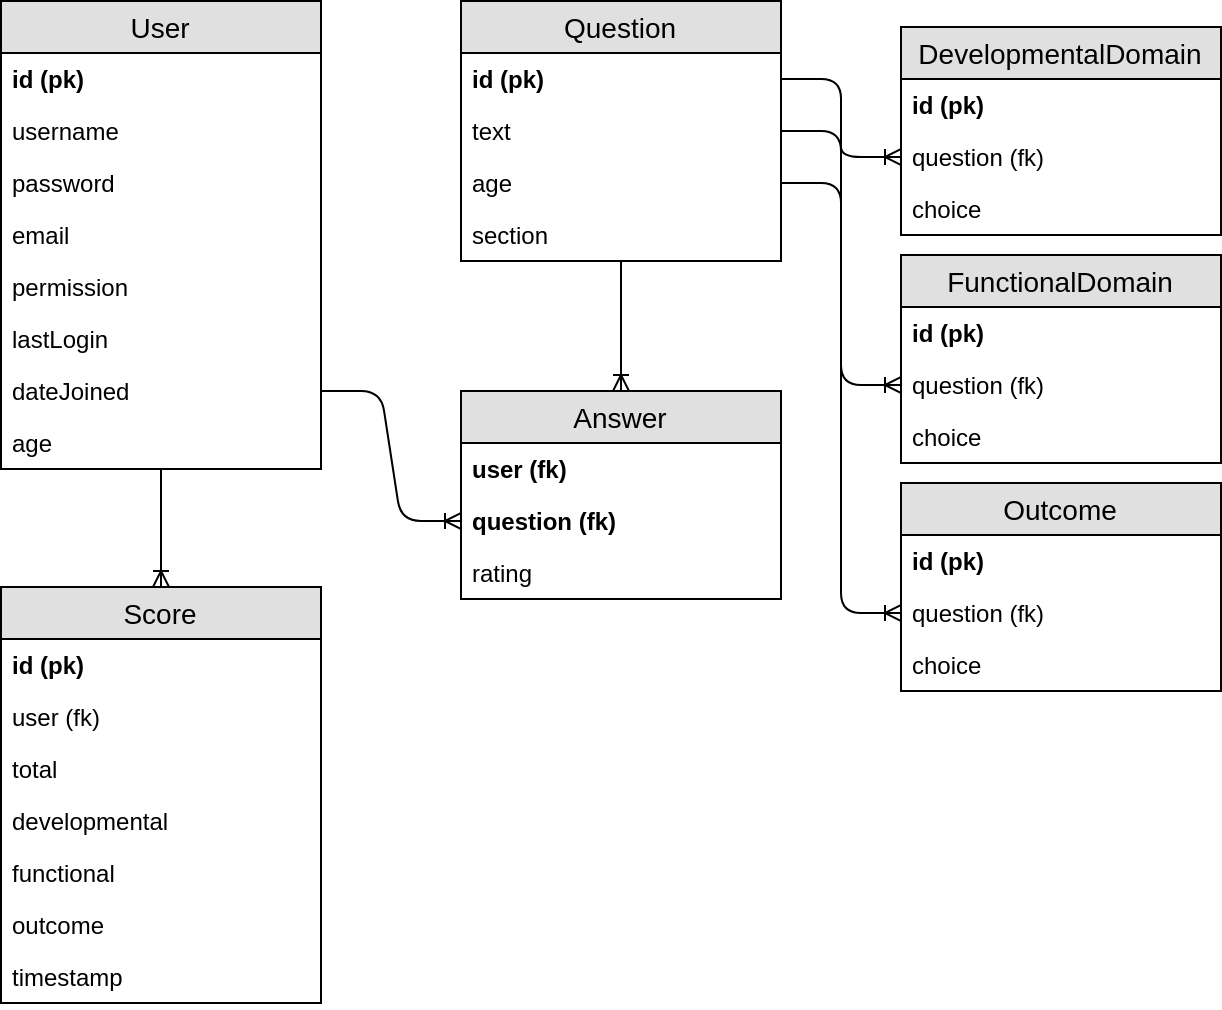 User
id (pk)
username
password
email
permission
lastLogin
dateJoined
age
Score
id (pk)
user (fk)
total
developmental
functional
outcome
timestamp
Question
id (pk)
text
age
section
Answer
user (fk)
question (fk)
rating
DevelopmentalDomain
id (pk)
question (fk)
choice
FunctionalDomain
id (pk)
question (fk)
choice
Outcome
id (pk)
question (fk)
choice